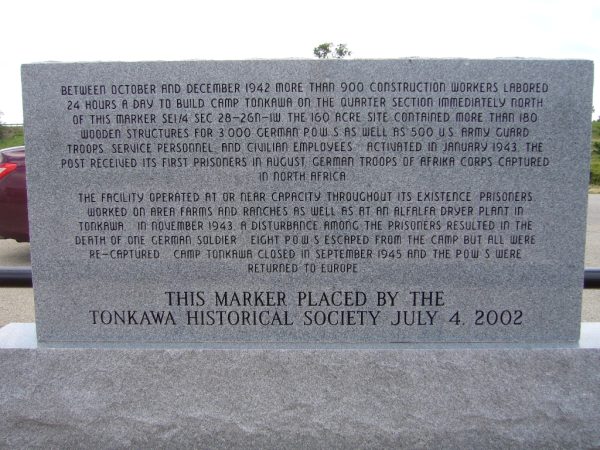 BETWEEN OCTOBER AND DECEMBER 1942 MORE THAN 900 CONSTRUCTION WORKERS LABORED
24 HOURS A DAY TO BUILD CAMP TONKAWA ON THE QUARTER SECTION IMMEDIATELY NORTH
OF THIS MARKER SE1/4 SEC 28-26N-1W. THE 160 ACRE SITE CONTAINED MORE THAN 180
WOODEN STRUCTURES FOR 3,000 GERMAN P.O.W.S AS WELL AS 500 U.S. ARMY GUARD
TROOPS, SERVICE PERSONNEL, AND CIVILIAN EMPLOYEES. ACTIVATED IN JANUARY 1943, THE
POST RECEIVED ITS FIRST PRISONERS IN AUGUST, GERMAN TROOPS OF AFRIKA CORPS CAPTURED
IN NORTH AFRICA.
THE FACILITY OPERATED AT OR NEAR CAPACITY THROUGHOUT ITS EXISTENCE. PRISONERS
WORKED ON AREA FARMS AND RANCHES AS WELL AS AT AN ALFALFA DRYER PLANT IN
TONKAWA. IN NOVEMBER 1943, A DISTURBANCE AMONG THE PRISONERS RESULTED IN THE
DEATH OF ONE GERMAN SOLDIER. EIGHT P.O.W.S ESCAPED FROM THE CAMP BUT ALL WERE
RE-CAPTURED. CAMP TONKAWA CLOSED IN SEPTEMBER 1945 AND THE P.O.W.S WERE
RETURNED TO EUROPE.
THIS MARKER PLACED BY THE
TONKAWA HISTORICAL SOCIETY JULY 4, 2002